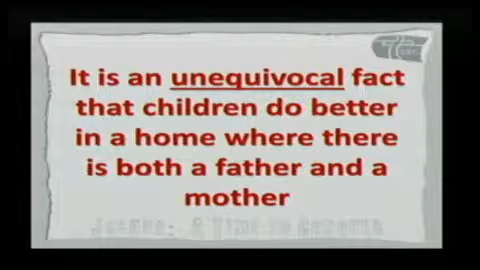 It is an unequivocal fact
that children do better
in a home where there
is both a father and a
mother